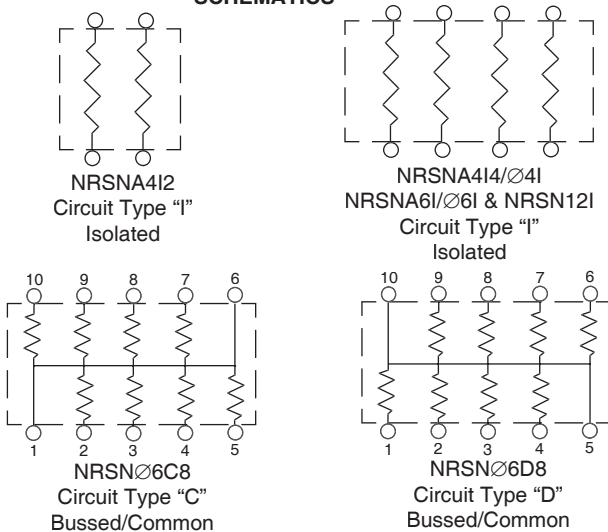 SCHEMATICS
NRSNA4I2
Circuit Type “I”
Isolated
NRSNA4I4/∅4I
NRSNA6I/∅6I & NRSN12I
Circuit Type “I”
Isolated
10 9 8 7 6
1 2 3 4 5
NRSN∅6C8
Circuit Type “C”
Bussed/Common
10 9 8 7 6
1 2 3 4 5
NRSN∅6D8
Circuit Type “D”
Bussed/Common